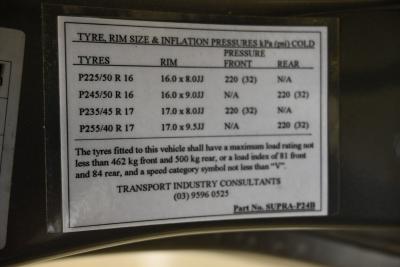 TYRE, RIM SIZE & INFLATION PRESSURES kPa (psi) COLD
PRESSURE
TYRES RIM FRONT REAR
P225/50 R 16 16.0 x 8.0JJ 220 (32) N/A
P245/50 R 16 16.0 x 9.0JJ N/A 220 (32)
P235/45 R 17 17.0 x 8.0JJ 220 (32) N/A
P255/40 R 17 17.0 x 9.5JJ N/A 220 (32)
The tyres fitted to this vehicle shall have a maximum load rating not
less than 462 kg front and 500 kg rear, or a load index of 81 front
and 84 rear, and a speed category symbol not less than "V".
TRANSPORT INDUSTRY CONSULTANTS
(03) 9596 0525
Part No. SUPRA-P24B